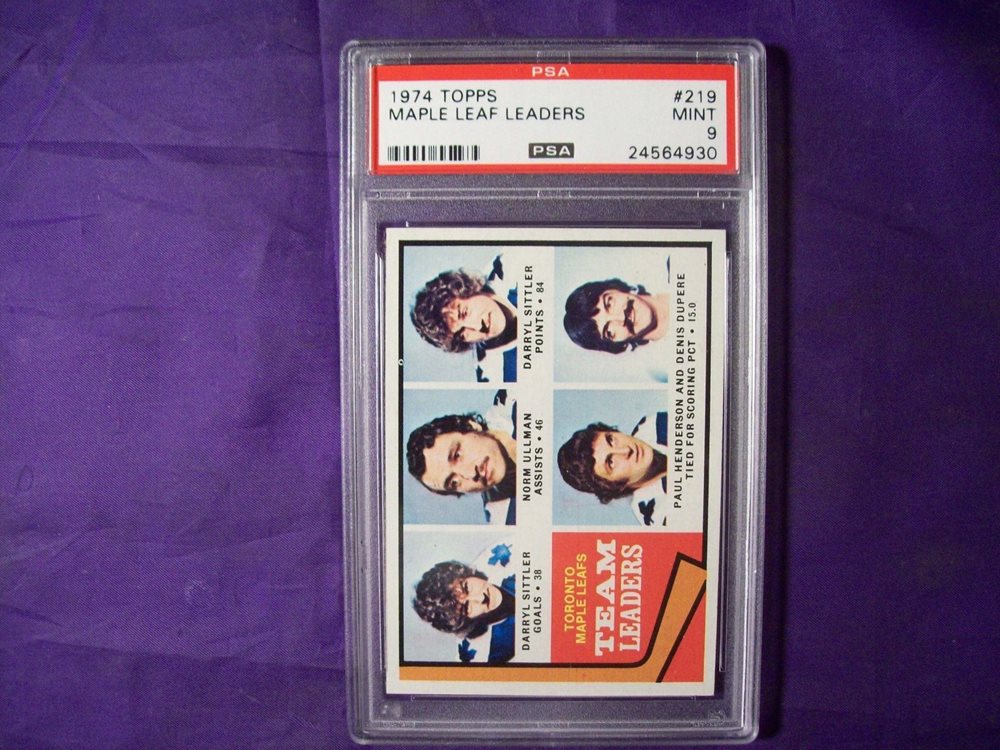 PSA
1974 TOPPS #219
MAPLE LEAF LEADERS MINT
9
PSA 24564930
DARRYL SITTLER
GOALS • 38
NORM ULLMAN
ASSISTS • 46
DARRYL SITTLER
POINTS • 84
TORONTO
MAPLE LEAFS
TEAM
LEADERS
PAUL HENDERSON AND DENIS DUPERE
TIED FOR SCORING PCT • 15.0